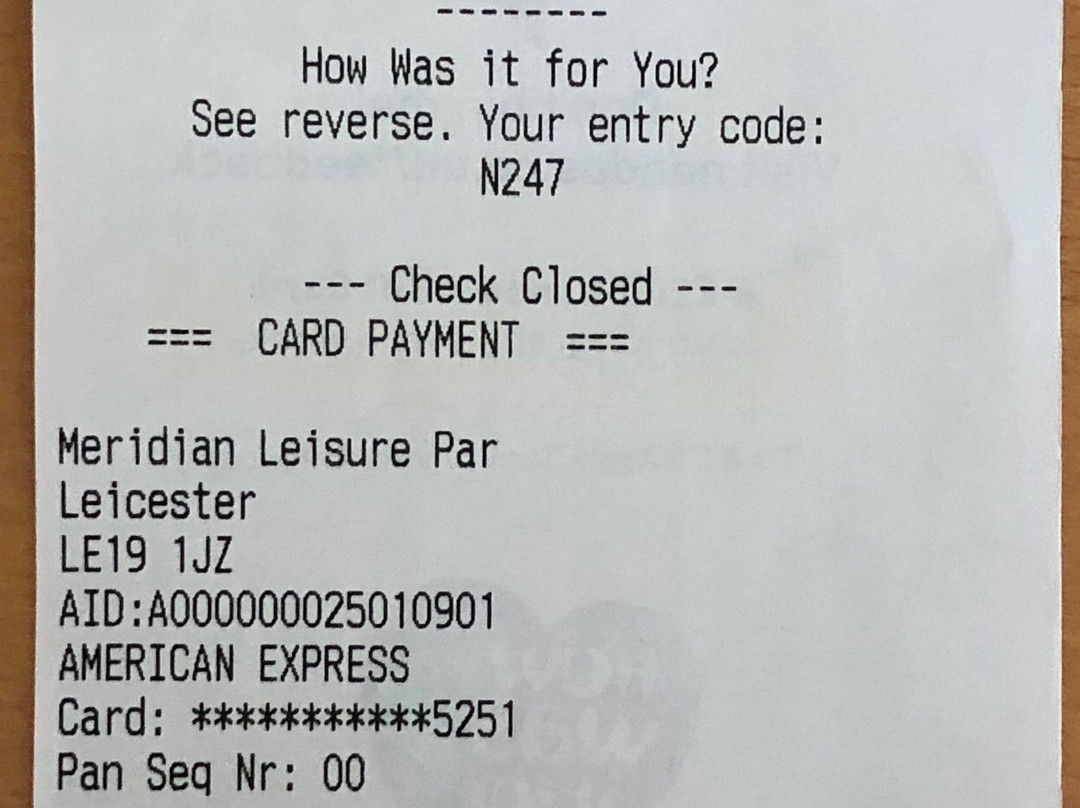 --------
How Was it for You?
See reverse. Your entry code:
N247
--- Check Closed ---
=== CARD PAYMENT ===
Meridian Leisure Par
Leicester
LE19 1JZ
AID:A000000025010901
AMERICAN EXPRESS
Card: ***********5251
Pan Seq Nr: 00